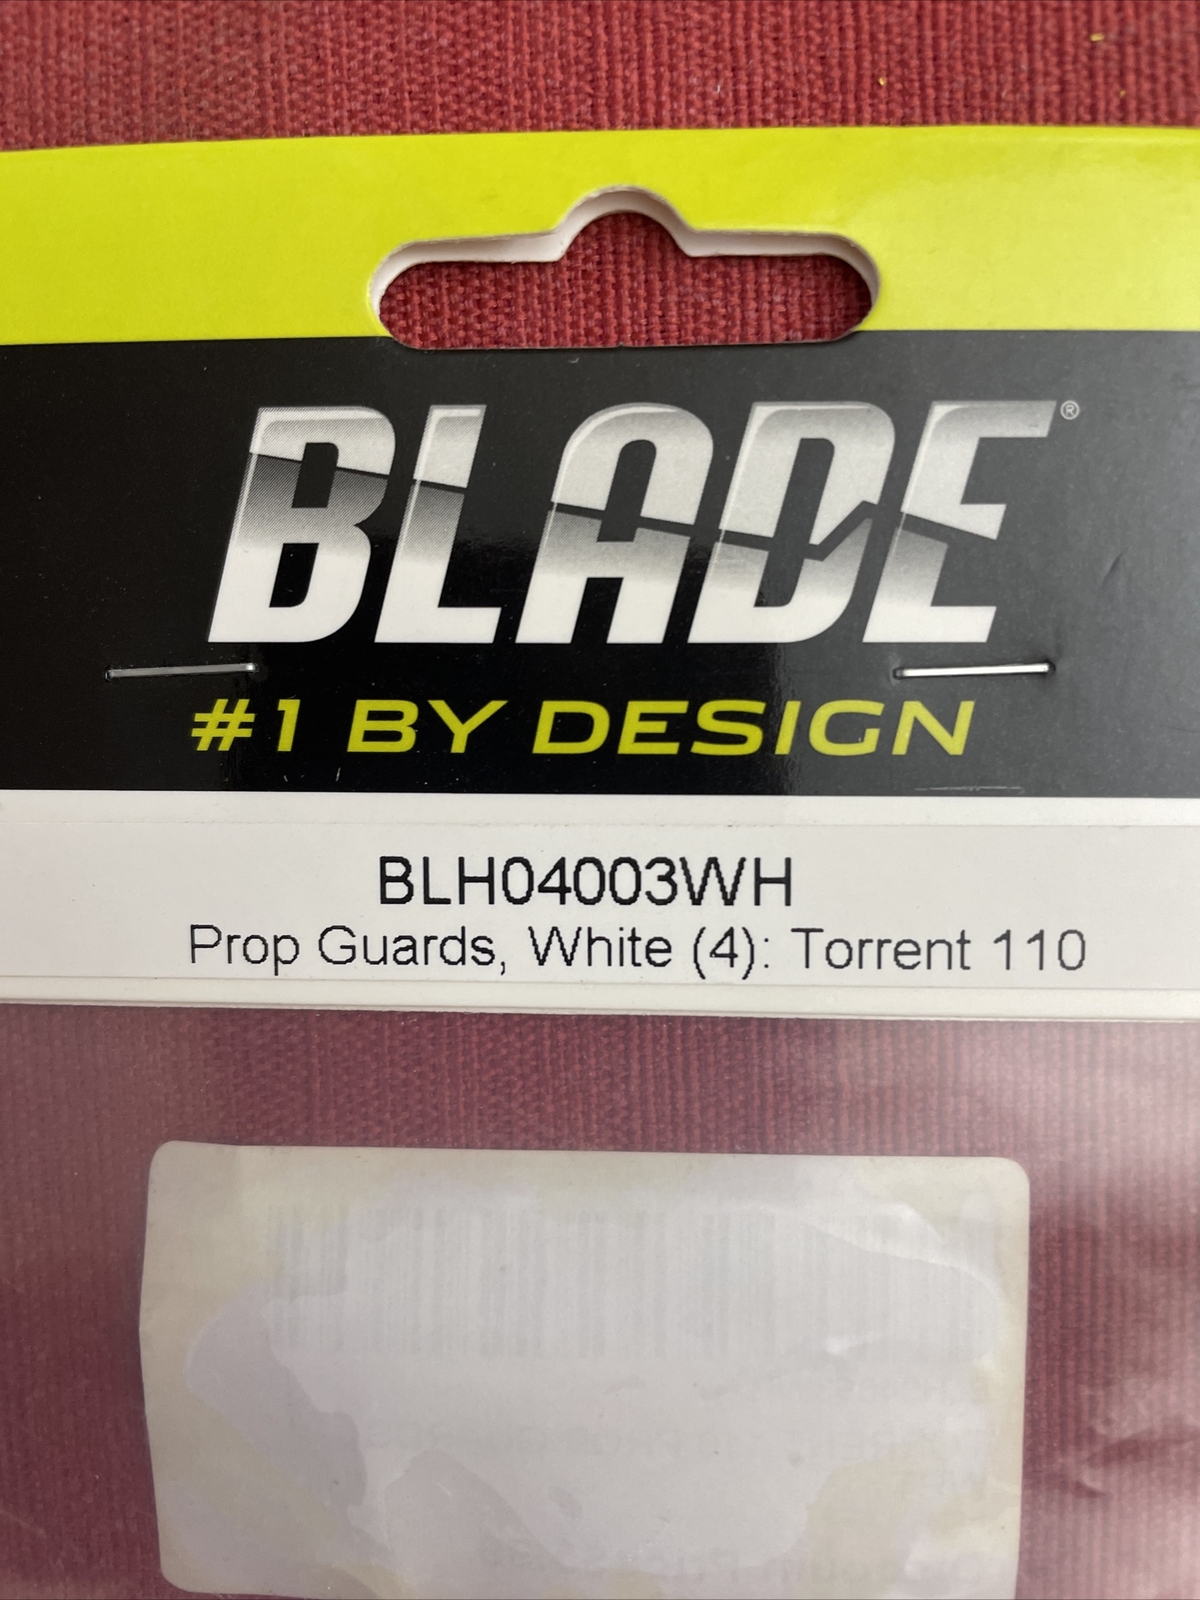 BLADE®
#1 BY DESIGN
BLH04003WH
Prop Guards, White (4): Torrent 110